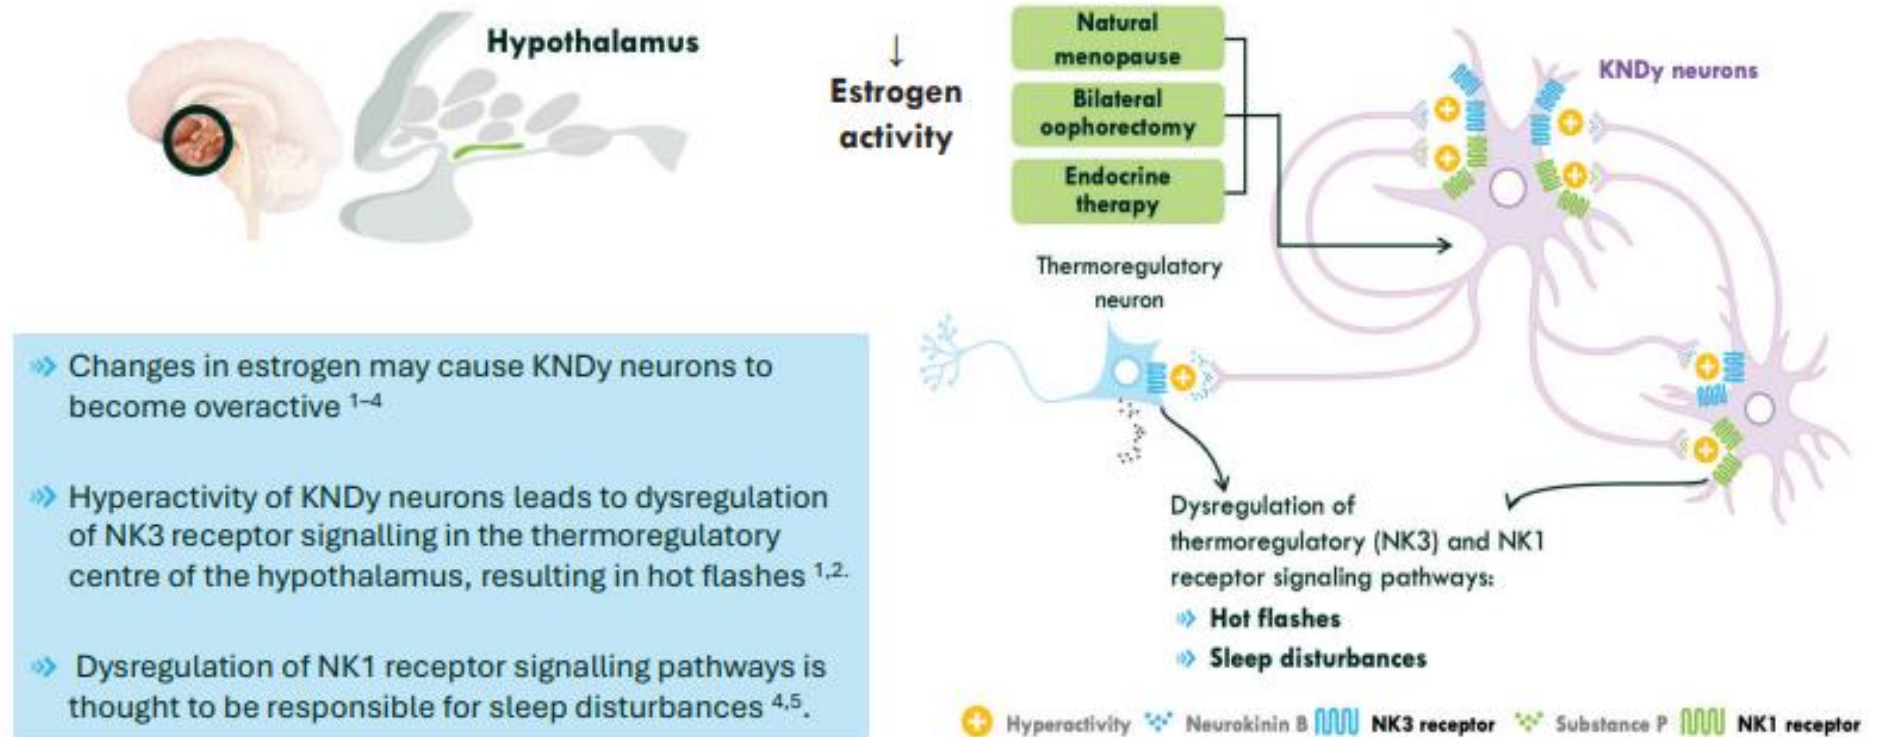 Hypothalamus
↓
Estrogen
activity
Natural
menopause
Bilateral
oophorectomy
Endocrine
therapy
KNDy neurons
Thermoregulatory
neuron
Changes in estrogen may cause KNDy neurons to
become overactive 1–4
Hyperactivity of KNDy neurons leads to dysregulation
of NK3 receptor signalling in the thermoregulatory
centre of the hypothalamus, resulting in hot flashes 1,2.
Dysregulation of NK1 receptor signalling pathways is
thought to be responsible for sleep disturbances 4,5.
Dysregulation of
thermoregulatory (NK3) and NK1
receptor signaling pathways:
Hot flashes
Sleep disturbances
Hyperactivity Neurokinin B NK3 receptor Substance P NK1 receptor